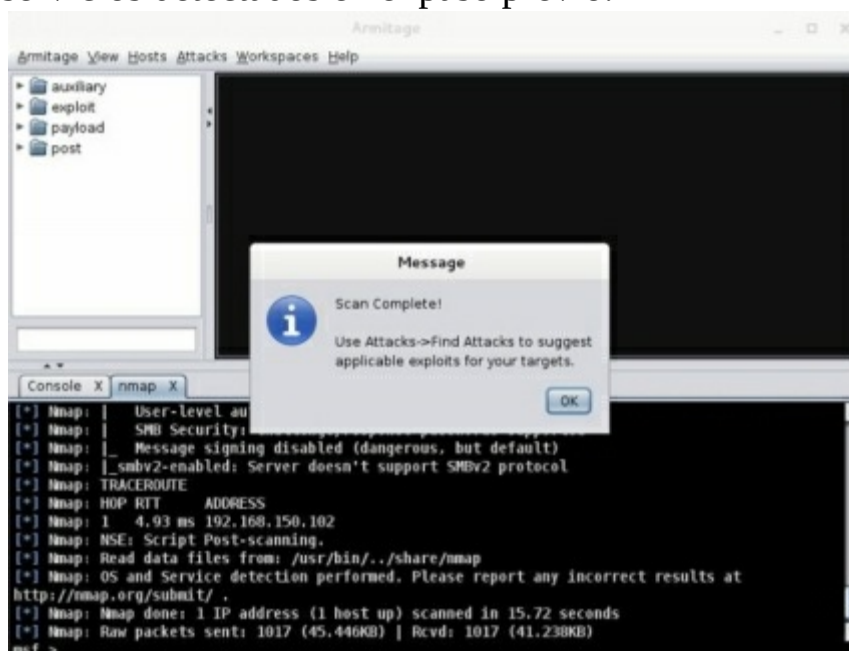 Armitage
Armitage View Hosts Attacks Workspaces Help
auxiliary
exploit
payload
post
Message
Scan Complete!
Use Attacks->Find Attacks to suggest
applicable exploits for your targets.
OK
Console X nmap X
[*] Nmap: | User-level au
[*] Nmap: | SMB Security:
[*] Nmap: |_ Message signing disabled (dangerous, but default)
[*] Nmap: |_smbv2-enabled: Server doesn't support SMBv2 protocol
[*] Nmap: TRACEROUTE
[*] Nmap: HOP RTT ADDRESS
[*] Nmap: 1 4.93 ms 192.168.150.102
[*] Nmap: NSE: Script Post-scanning.
[*] Nmap: Read data files from: /usr/bin/../share/nmap
[*] Nmap: OS and Service detection performed. Please report any incorrect results at
http://nmap.org/submit/ .
[*] Nmap: Nmap done: 1 IP address (1 host up) scanned in 15.72 seconds
[*] Nmap: Raw packets sent: 1017 (45.446KB) | Rcvd: 1017 (41.238KB)
msf >